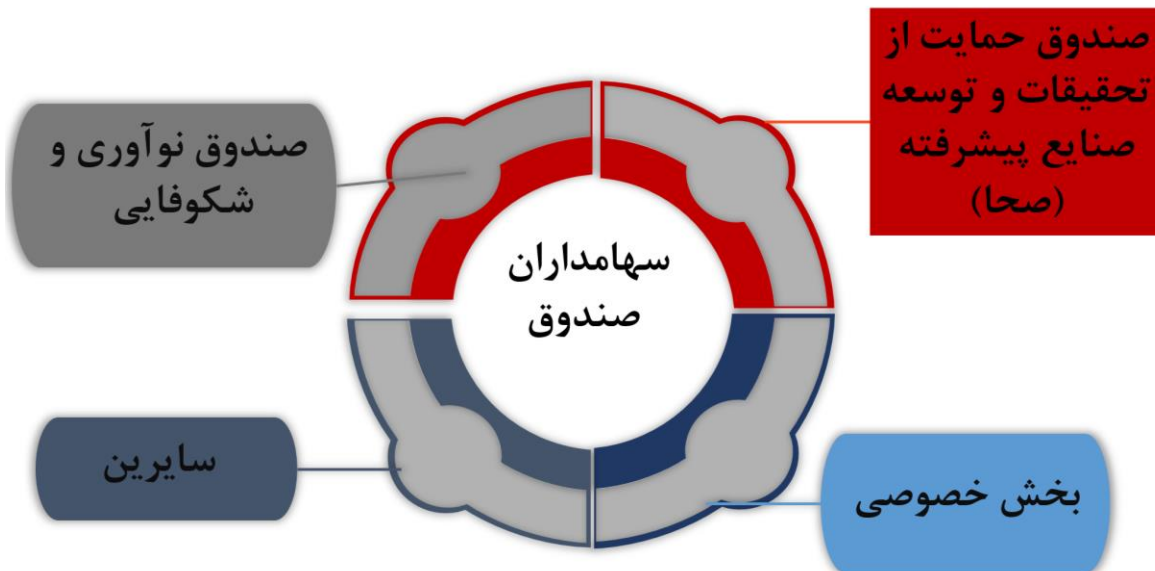 صندوق حمایت از
تحقیقات و توسعه
صنایع پیشرفته
(صحا)
صندوق نوآوری و
شکوفایی
سهامداران
صندوق
بخش خصوصی
سایرین